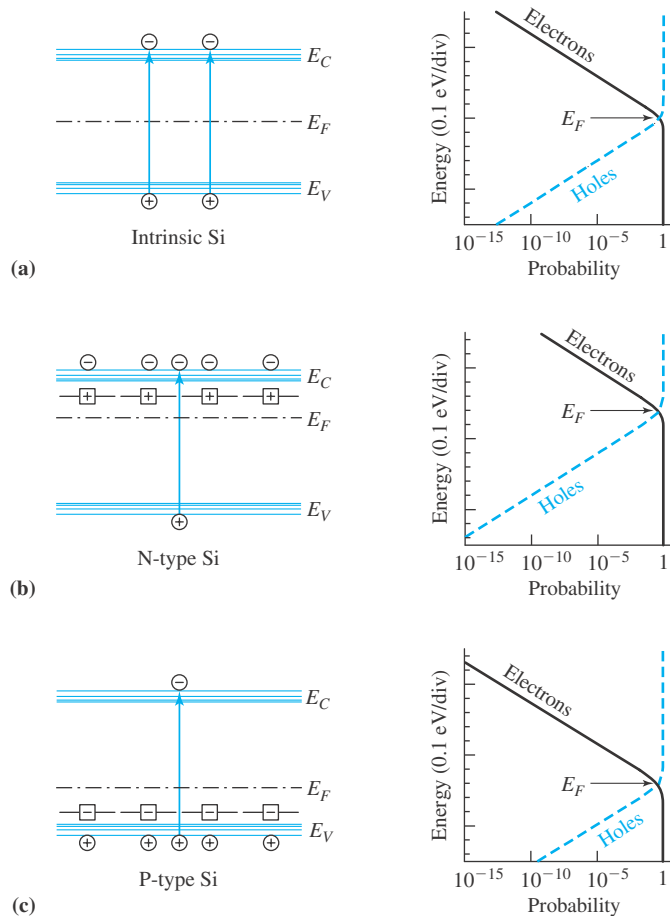 E_C
E_F
E_V
Intrinsic Si
(a)
Energy (0.1 eV/div)
Electrons
E_F
Holes
10^-15 10^-10 10^-5 1
Probability
E_C
E_F
E_V
N-type Si
(b)
Energy (0.1 eV/div)
Electrons
E_F
Holes
10^-15 10^-10 10^-5 1
Probability
E_C
E_F
E_V
P-type Si
(c)
Energy (0.1 eV/div)
Electrons
E_F
Holes
10^-15 10^-10 10^-5 1
Probability